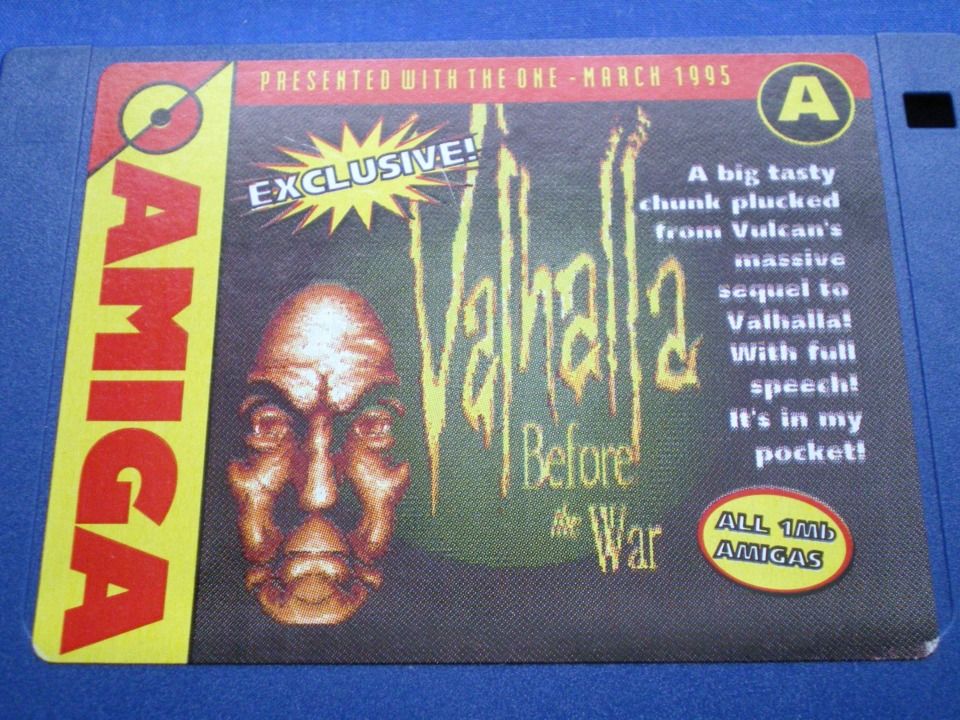 PRESENTED WITH THE ONE - MARCH 1995
A
AMIGA
EXCLUSIVE!
Valhalla
Before
the War
A big tasty
chunk plucked
from Vulcan's
massive
sequel to
Valhalla!
With full
speech!
It's in my
pocket!
ALL 1Mb
AMIGAS